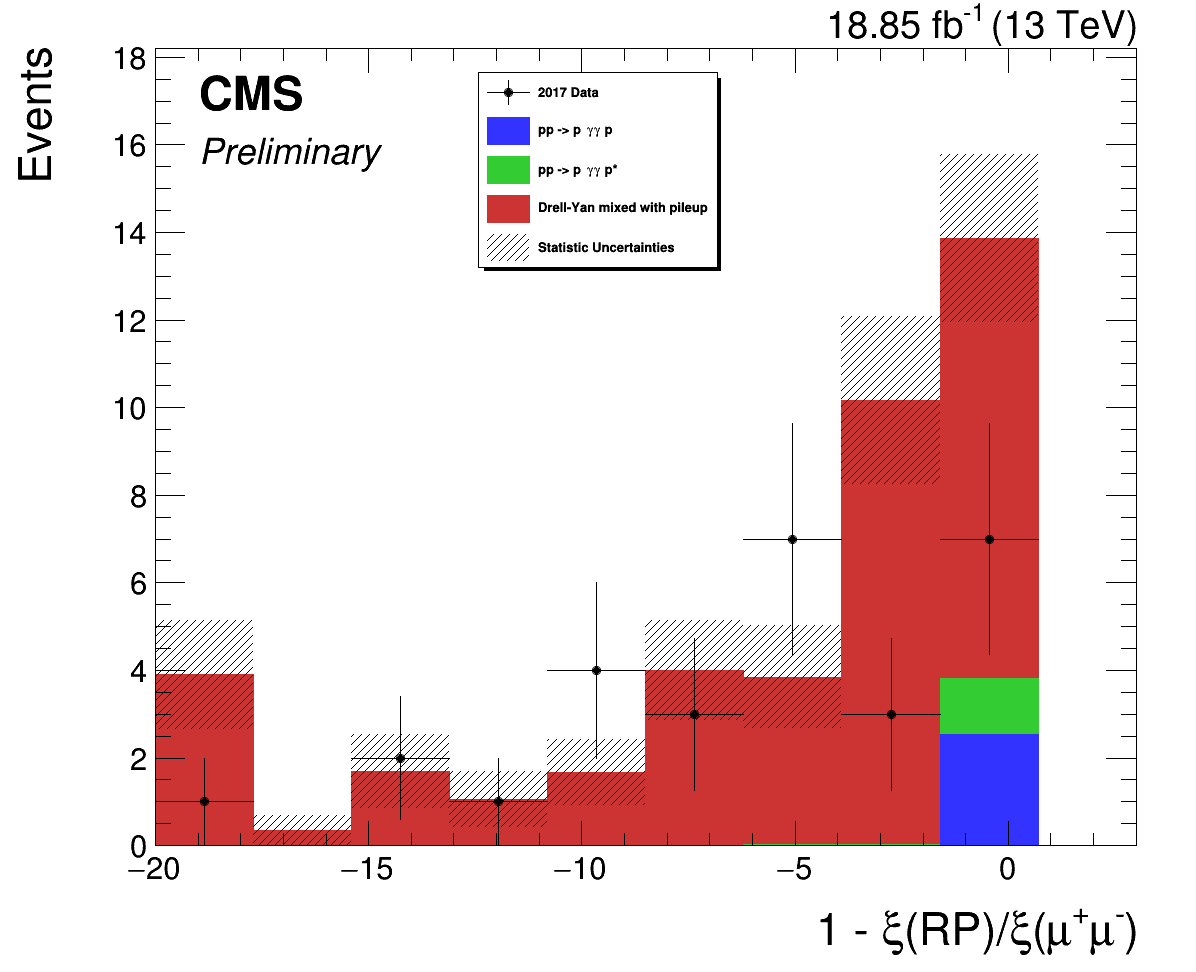 18.85 fb⁻¹ (13 TeV)
Events
CMS
Preliminary
2017 Data
pp -> p γγ p
pp -> p γγ p*
Drell-Yan mixed with pileup
Statistic Uncertainties
18
16
14
12
10
8
6
4
2
0
−20 −15 −10 −5 0
1 - ξ(RP)/ξ(μ⁺μ⁻)